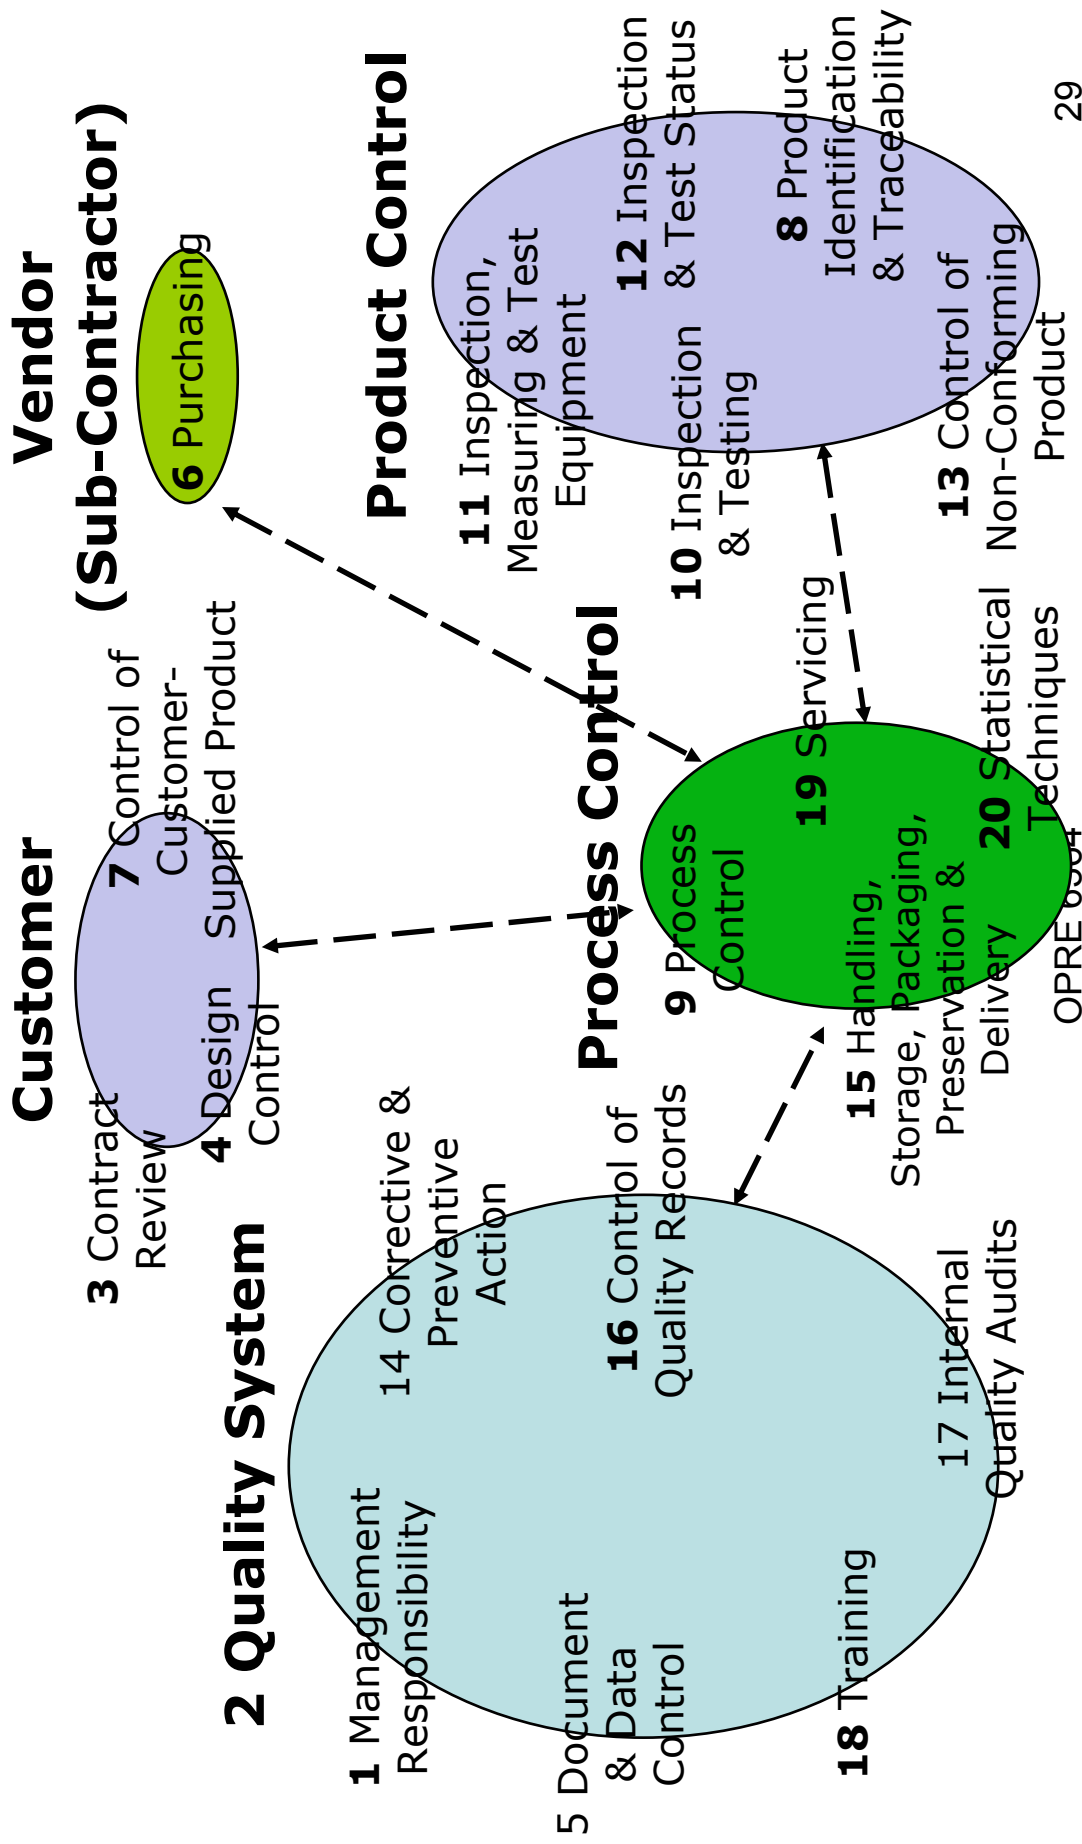 Customer
Vendor
(Sub-Contractor)
3 Contract
Review
7 Control of
Customer-
Supplied Product
4 Design
Control
6 Purchasing
2 Quality System
1 Management
Responsibility
14 Corrective &
Preventive
Action
5 Document
& Data
Control
16 Control of
Quality Records
18 Training
17 Internal
Quality Audits
Process Control
9 Process
Control
19 Servicing
15 Handling,
Storage, Packaging,
Preservation &
Delivery
20 Statistical
Techniques
Product Control
11 Inspection,
Measuring & Test
Equipment
12 Inspection
& Test Status
10 Inspection
& Testing
8 Product
Identification
& Traceability
13 Control of
Non-Conforming
Product
OPRE 6364
29